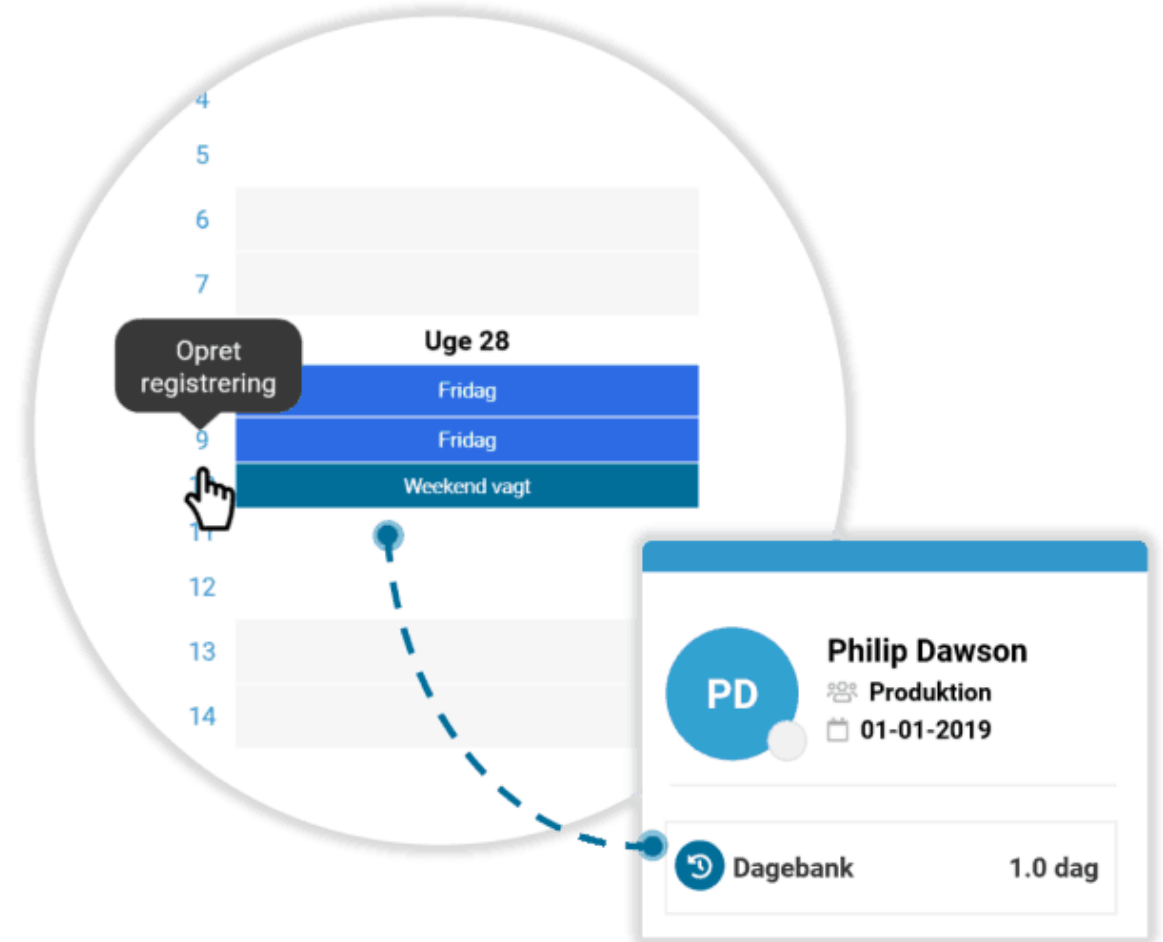 4
5
6
7
Uge 28
Opret
registrering
Fridag
9 Fridag
Weekend vagt
11
12
13
14
Philip Dawson
PD
Produktion
01-01-2019
Dagebank 1.0 dag